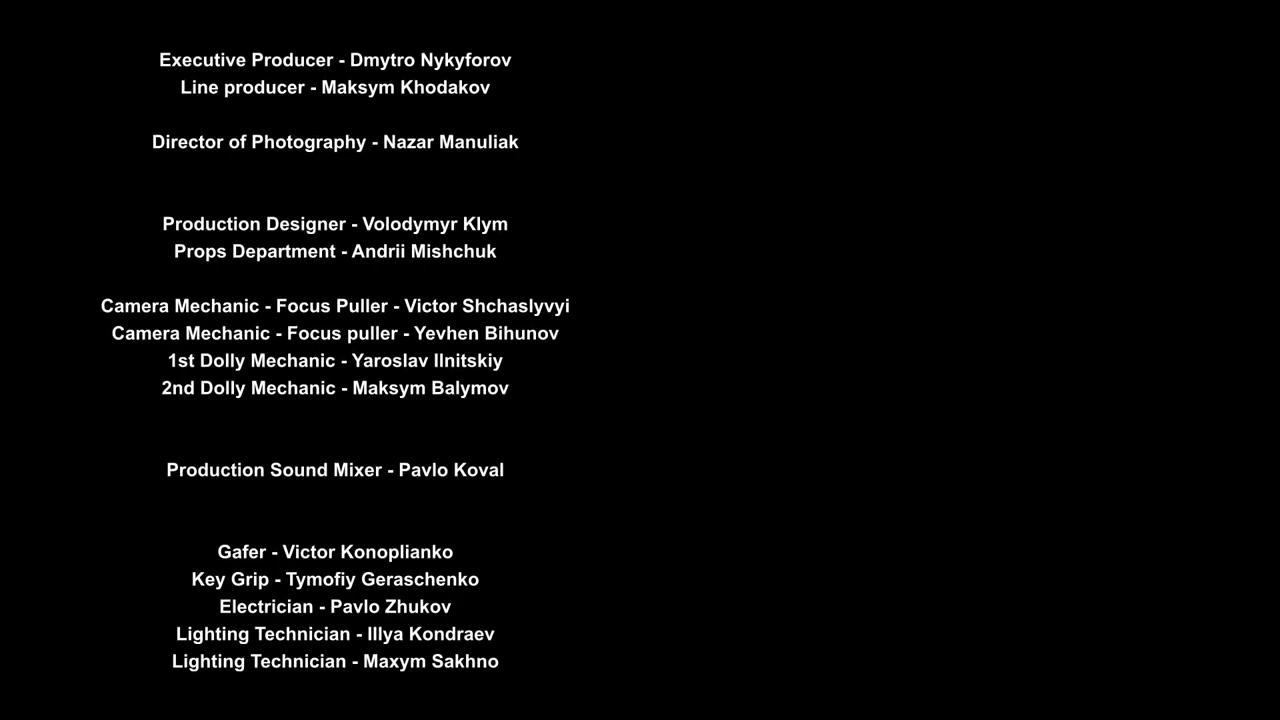 Executive Producer - Dmytro Nykyforov
Line producer - Maksym Khodakov
Director of Photography - Nazar Manuliak
Production Designer - Volodymyr Klym
Props Department - Andrii Mishchuk
Camera Mechanic - Focus Puller - Victor Shchaslyvyi
Camera Mechanic - Focus puller - Yevhen Bihunov
1st Dolly Mechanic - Yaroslav Ilnitskiy
2nd Dolly Mechanic - Maksym Balymov
Production Sound Mixer - Pavlo Koval
Gafer - Victor Konoplianko
Key Grip - Tymofiy Geraschenko
Electrician - Pavlo Zhukov
Lighting Technician - Illya Kondraev
Lighting Technician - Maxym Sakhno